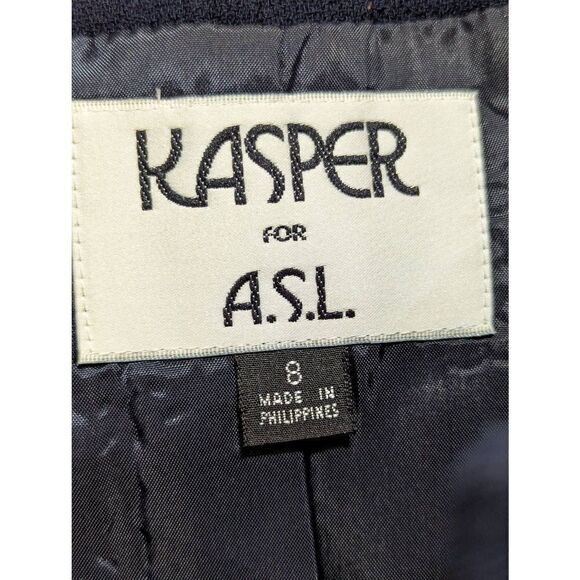 KASPER
FOR
A.S.L.
8
MADE IN
PHILIPPINES